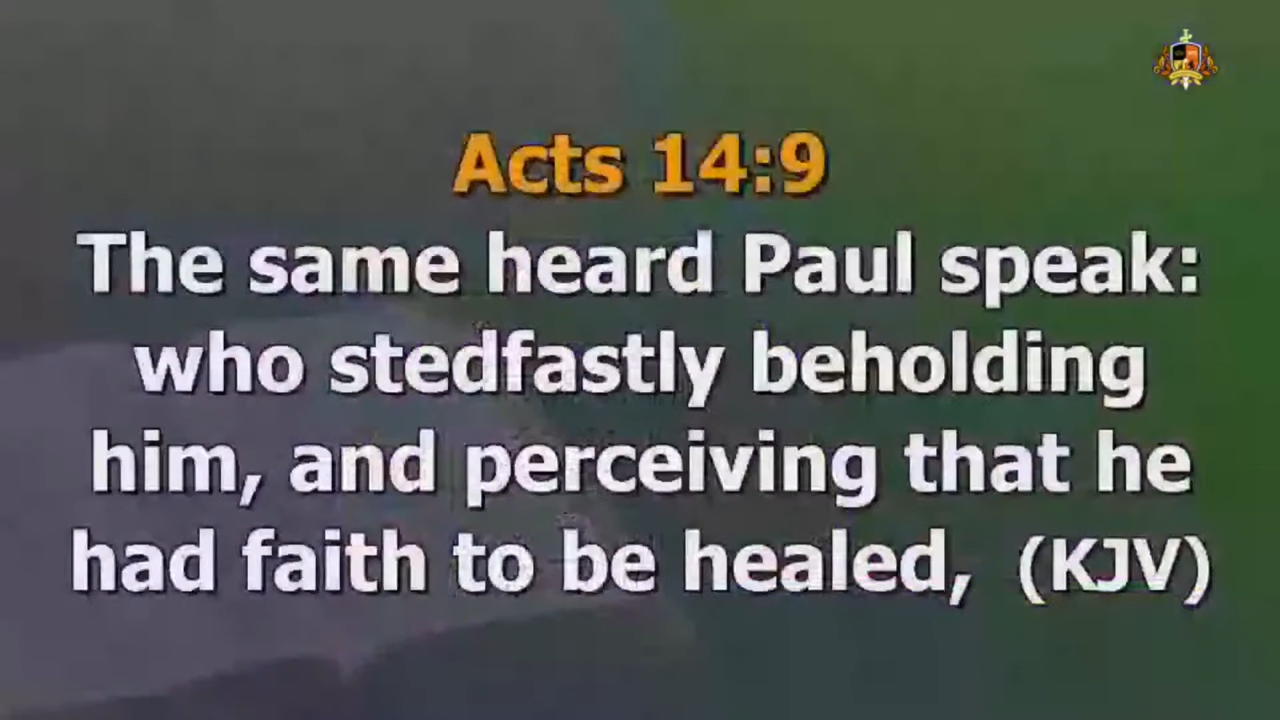 Acts 14:9
The same heard Paul speak:
who stedfastly beholding
him, and perceiving that he
had faith to be healed,  (KJV)